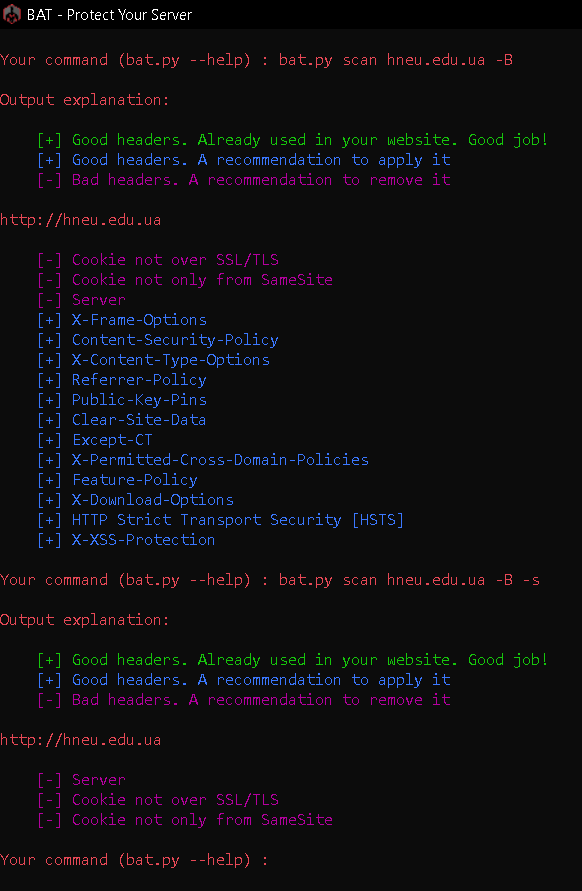 BAT - Protect Your Server
Your command (bat.py --help) : bat.py scan hneu.edu.ua -B
Output explanation:
[+] Good headers. Already used in your website. Good job!
[+] Good headers. A recommendation to apply it
[-] Bad headers. A recommendation to remove it
http://hneu.edu.ua
[-] Cookie not over SSL/TLS
[-] Cookie not only from SameSite
[-] Server
[+] X-Frame-Options
[+] Content-Security-Policy
[+] X-Content-Type-Options
[+] Referrer-Policy
[+] Public-Key-Pins
[+] Clear-Site-Data
[+] Except-CT
[+] X-Permitted-Cross-Domain-Policies
[+] Feature-Policy
[+] X-Download-Options
[+] HTTP Strict Transport Security [HSTS]
[+] X-XSS-Protection
Your command (bat.py --help) : bat.py scan hneu.edu.ua -B -s
Output explanation:
[+] Good headers. Already used in your website. Good job!
[+] Good headers. A recommendation to apply it
[-] Bad headers. A recommendation to remove it
http://hneu.edu.ua
[-] Server
[-] Cookie not over SSL/TLS
[-] Cookie not only from SameSite
Your command (bat.py --help) :